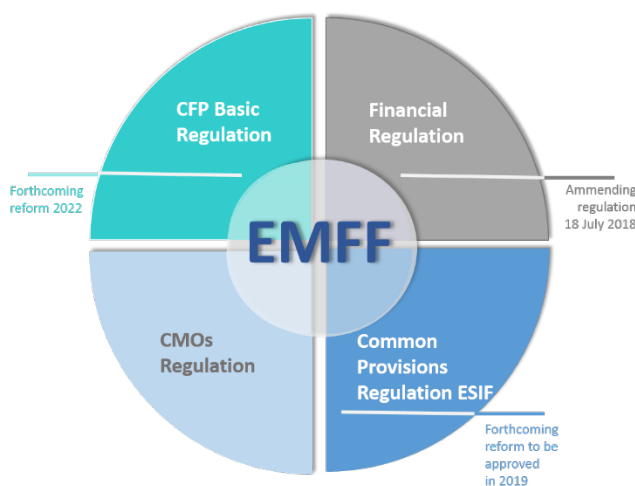 CFP Basic
Regulation
Financial
Regulation
Forthcoming
reform 2022
Ammending
regulation
18 July 2018
EMFF
CMOs
Regulation
Common
Provisions
Regulation ESIF
Forthcoming
reform to be
approved
in 2019